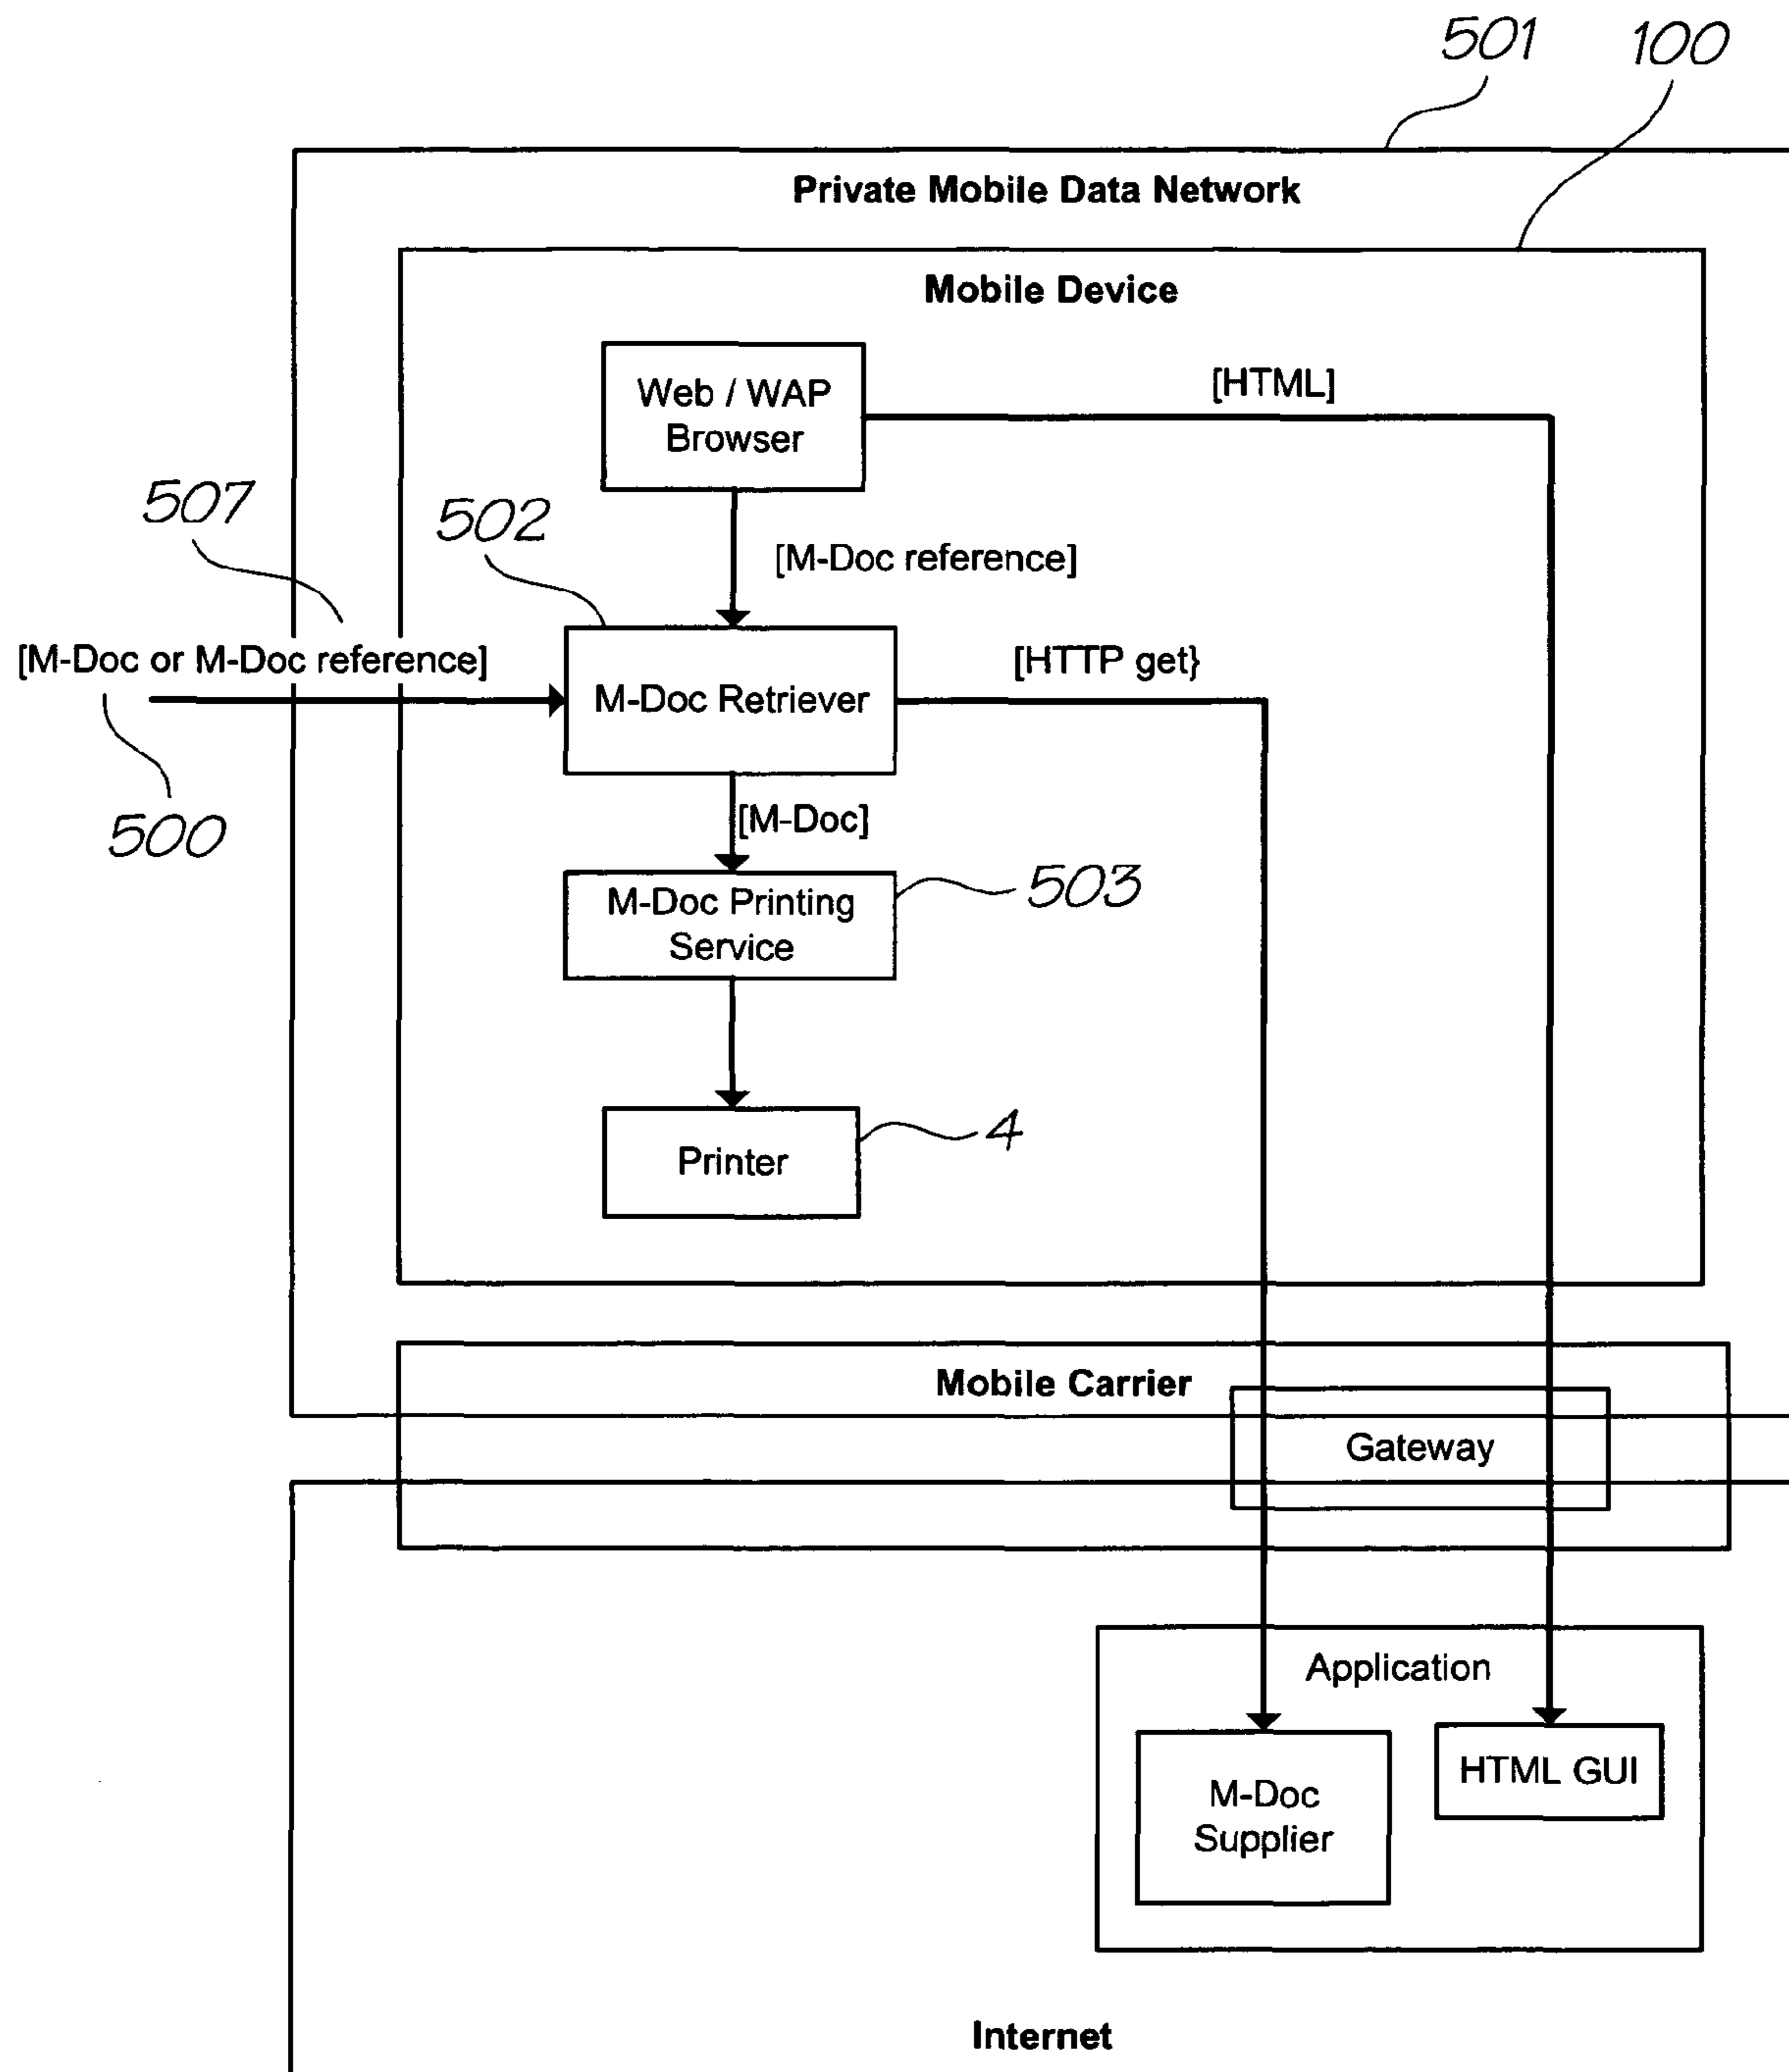 501
100
Private Mobile Data Network
Mobile Device
Web / WAP
Browser
[HTML]
507
502
[M-Doc reference]
[M-Doc or M-Doc reference]
M-Doc Retriever
[HTTP get}
500
[M-Doc]
M-Doc Printing
Service
503
Printer
4
Mobile Carrier
Gateway
Application
M-Doc
Supplier
HTML GUI
Internet